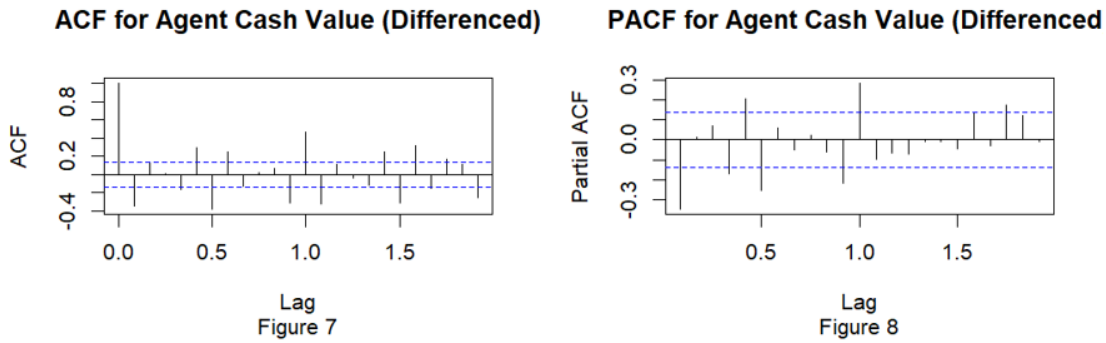 ACF for Agent Cash Value (Differenced)
ACF
0.8
0.2
-0.4
0.0 0.5 1.0 1.5
Lag
Figure 7
PACF for Agent Cash Value (Differenced
Partial ACF
0.3
0.0
-0.3
0.5 1.0 1.5
Lag
Figure 8